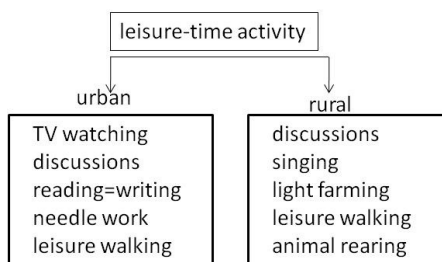 leisure-time activity
urban
TV watching
discussions
reading=writing
needle work
leisure walking
rural
discussions
singing
light farming
leisure walking
animal rearing